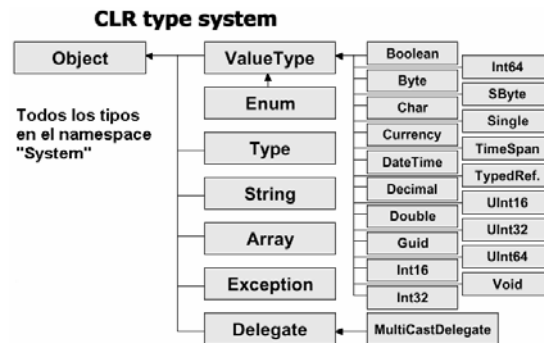 CLR type system
Object
ValueType
Enum
Type
String
Array
Exception
Delegate
Todos los tipos
en el namespace
"System"
Boolean
Byte
Char
Currency
DateTime
Decimal
Double
Guid
Int16
Int32
Int64
SByte
Single
TimeSpan
TypedRef.
UInt16
UInt32
UInt64
Void
MultiCastDelegate